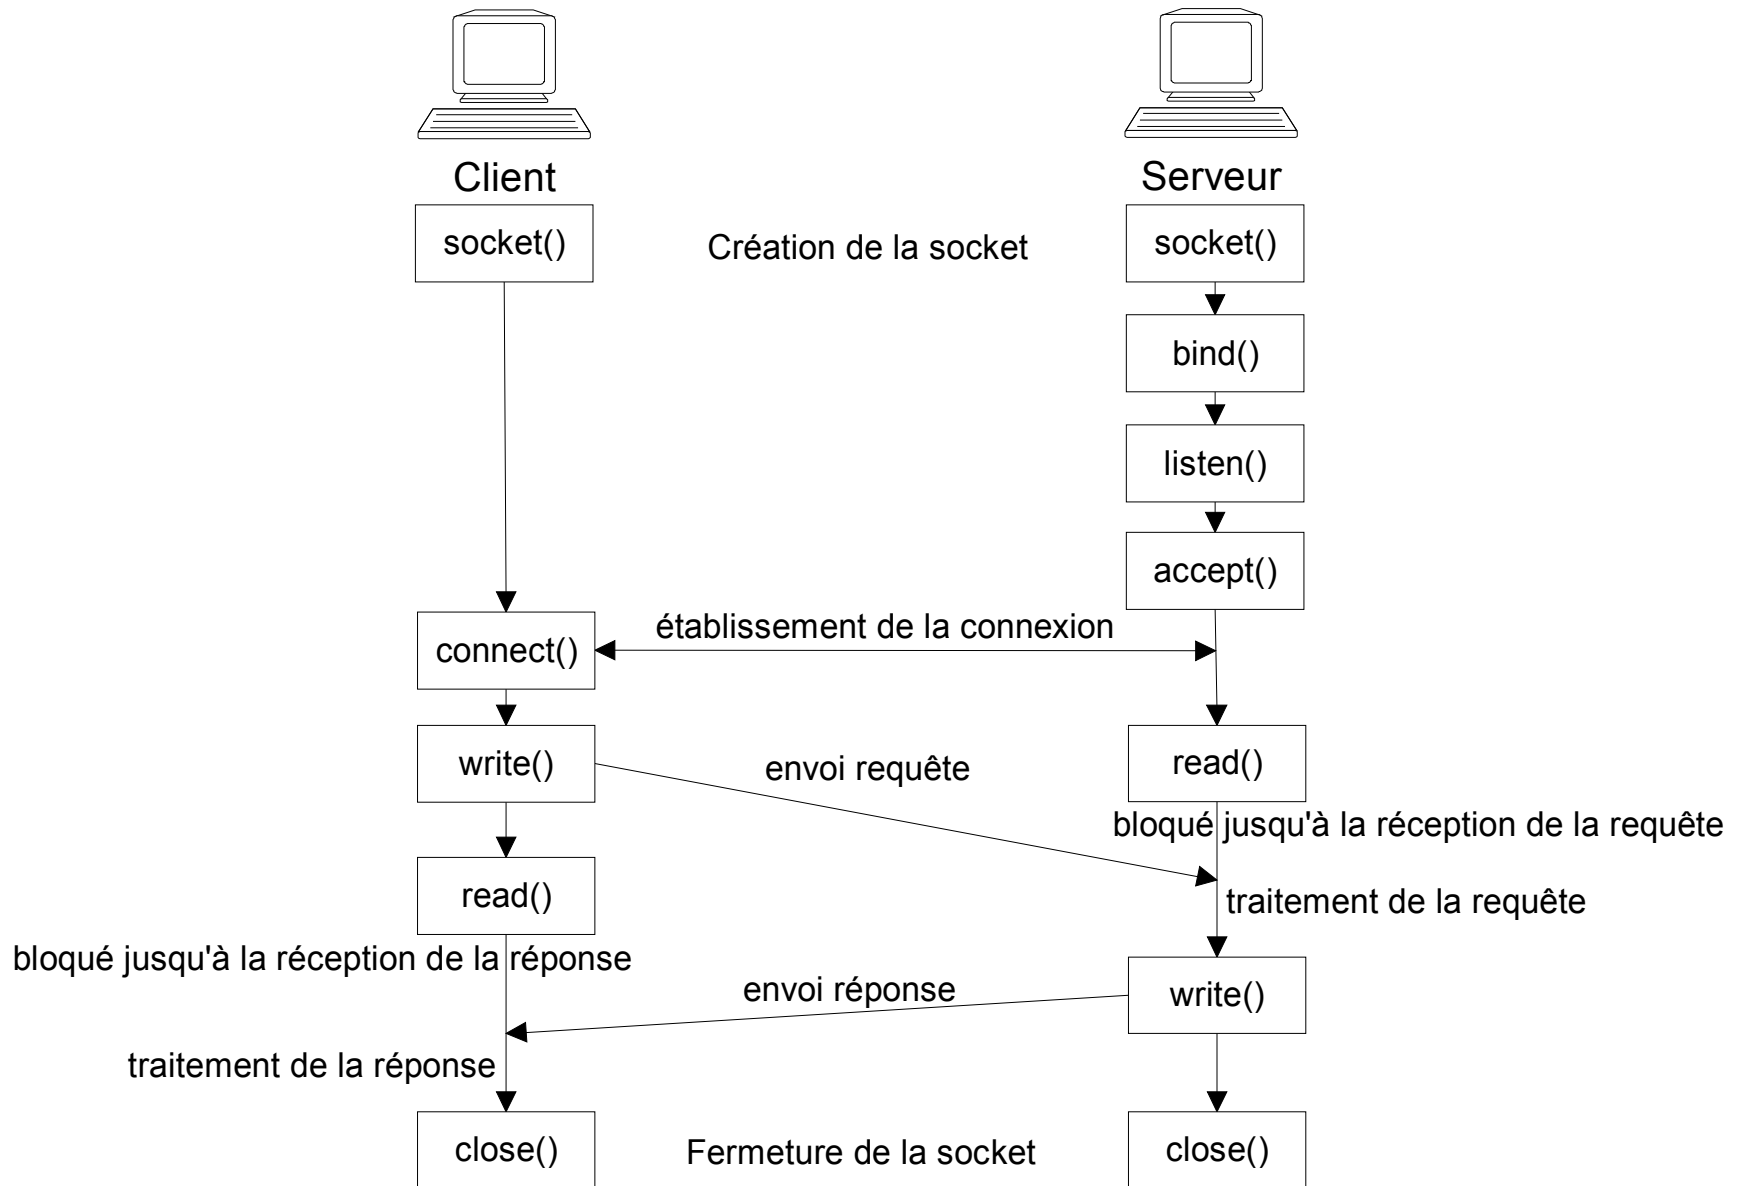 Client
Serveur
socket()
Création de la socket
socket()
bind()
listen()
accept()
établissement de la connexion
connect()
write()
envoi requête
read()
bloqué jusqu'à la réception de la requête
read()
traitement de la requête
bloqué jusqu'à la réception de la réponse
envoi réponse
write()
traitement de la réponse
close()
Fermeture de la socket
close()